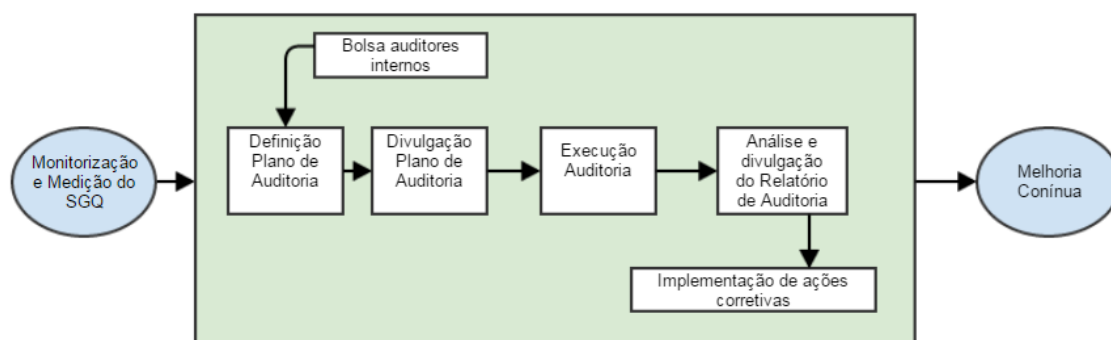 Monitorização
e Medição do
SGQ
Bolsa auditores
internos
Definição
Plano de
Auditoria
Divulgação
Plano de
Auditoria
Execução
Auditoria
Análise e
divulgação
do Relatório
de Auditoria
Implementação de ações
corretivas
Melhoria
Conínua